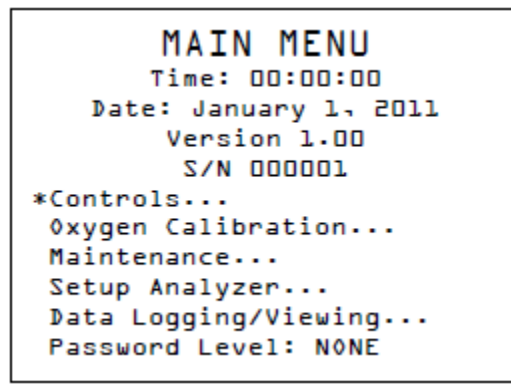 MAIN MENU
Time: 00:00:00
Date: January 1, 2011
Version 1.00
S/N 000001
*Controls...
Oxygen Calibration...
Maintenance...
Setup Analyzer...
Data Logging/Viewing...
Password Level: NONE